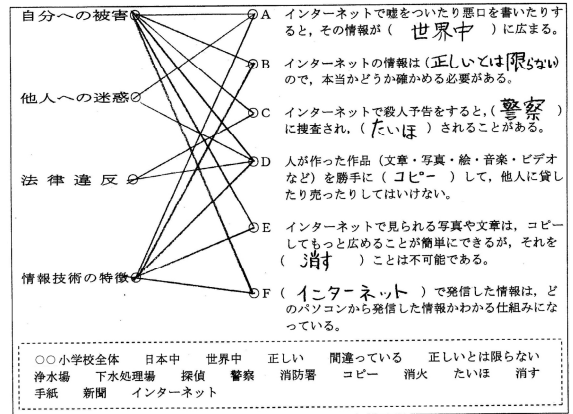 自分への被害
他人への迷惑
法律違反
情報技術の特徴
A インターネットで嘘をついたり悪口を書いたりす
ると，その情報が（ 世界中 ）に広まる。
B インターネットの情報は（正しいとは限らない）
ので，本当かどうか確かめる必要がある。
C インターネットで殺人予告をすると，（ 警察 ）
に捜査され，（ たいほ ）されることがある。
D 人が作った作品（文章・写真・絵・音楽・ビデオ
など）を勝手に（ コピー ）して，他人に貸し
たり売ったりしてはいけない。
E インターネットで見られる写真や文章は，コピー
してもっと広めることが簡単にできるが，それを
（ 消す ）ことは不可能である。
F （ インターネット ）で発信した情報は，ど
のパソコンから発信した情報かわかる仕組みにな
っている。
○○小学校全体 日本中 世界中 正しい 間違っている 正しいとは限らない
浄水場 下水処理場 探偵 警察 消防署 コピー 消火 たいほ 消す
手紙 新聞 インターネット